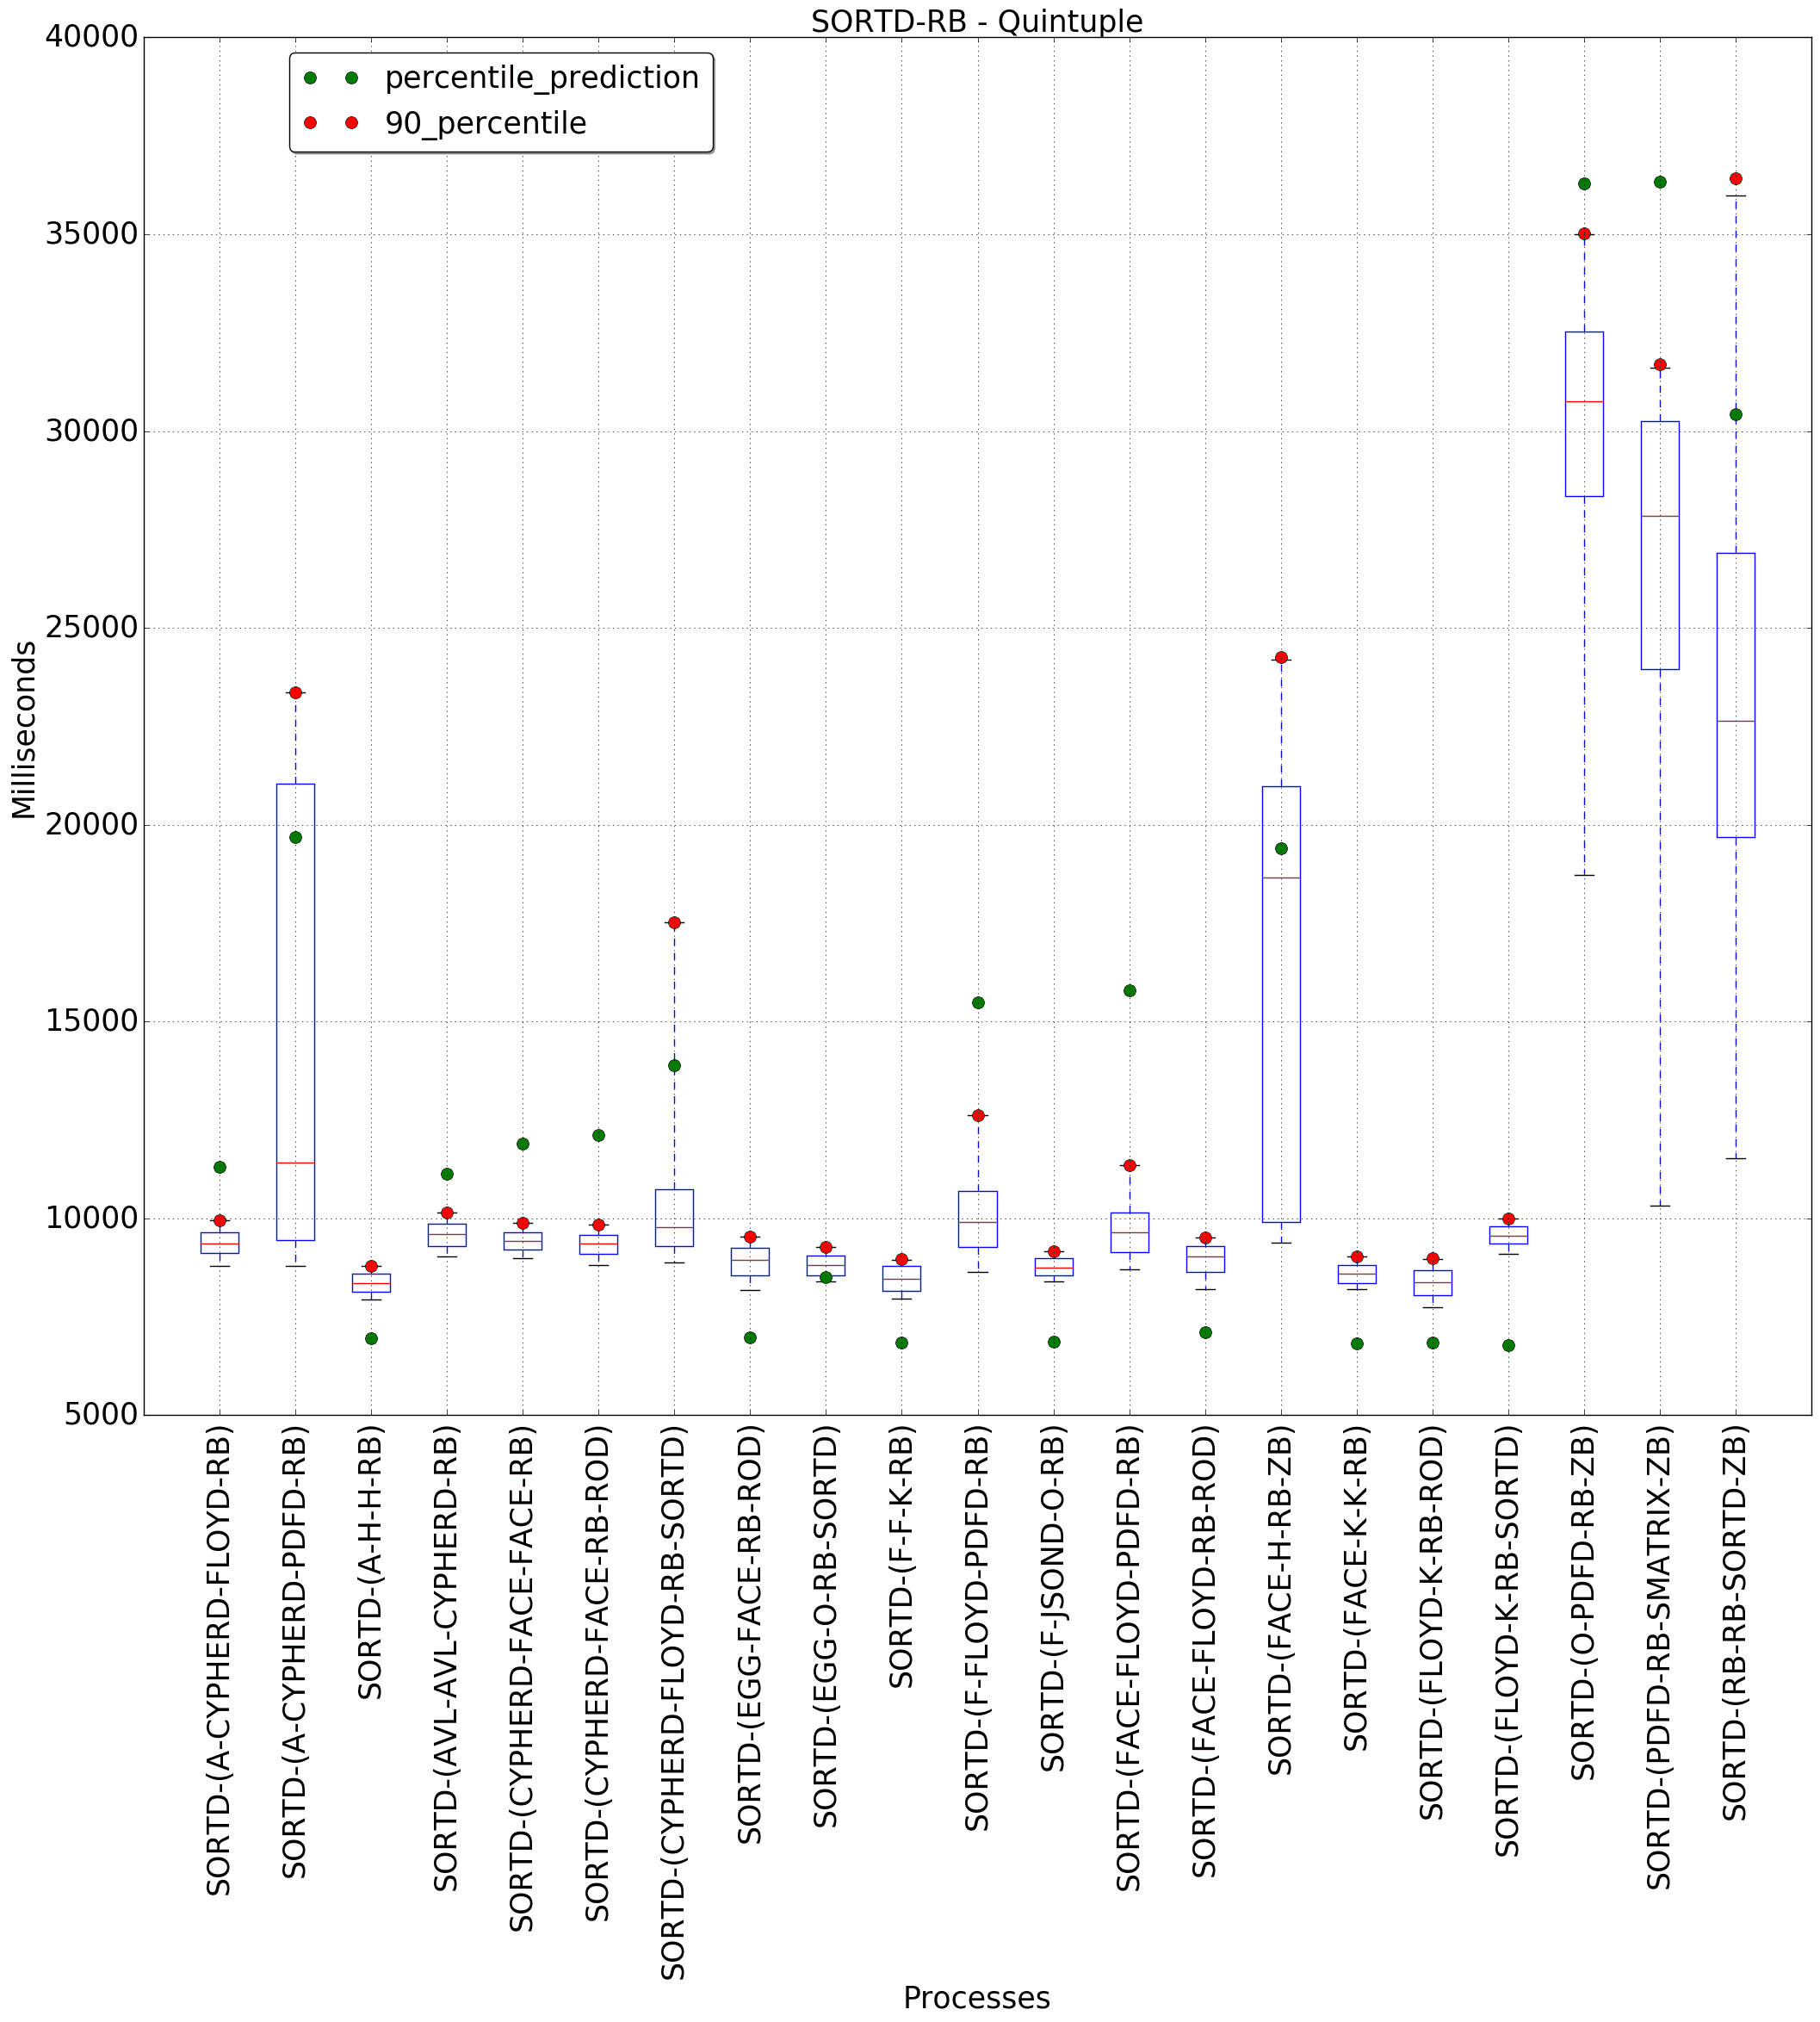 SORTD-RB - Quintuple
percentile_prediction
90_percentile
40000
35000
30000
25000
20000
15000
10000
5000
Milliseconds
SORTD-(A-CYPHERD-FLOYD-RB)
SORTD-(A-CYPHERD-PDFD-RB)
SORTD-(A-H-H-RB)
SORTD-(AVL-AVL-CYPHERD-RB)
SORTD-(CYPHERD-FACE-FACE-RB)
SORTD-(CYPHERD-FACE-RB-ROD)
SORTD-(CYPHERD-FLOYD-RB-SORTD)
SORTD-(EGG-FACE-RB-ROD)
SORTD-(EGG-O-RB-SORTD)
SORTD-(F-F-K-RB)
SORTD-(F-FLOYD-PDFD-RB)
SORTD-(F-JSOND-O-RB)
SORTD-(FACE-FLOYD-PDFD-RB)
SORTD-(FACE-FLOYD-RB-ROD)
SORTD-(FACE-H-RB-ZB)
SORTD-(FACE-K-K-RB)
SORTD-(FLOYD-K-RB-ROD)
SORTD-(FLOYD-K-RB-SORTD)
SORTD-(O-PDFD-RB-ZB)
SORTD-(PDFD-RB-SMATRIX-ZB)
SORTD-(RB-RB-SORTD-ZB)
Processes